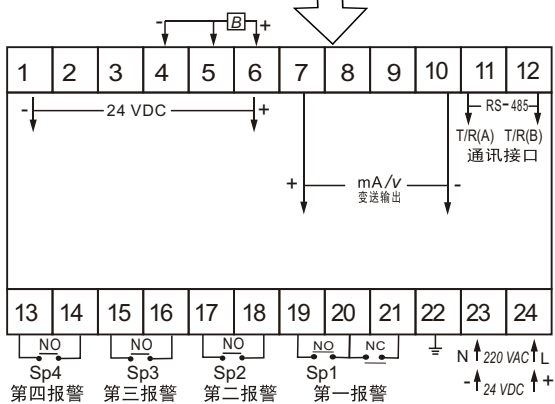 - B +
1 2 3 4 5 6 7 8 9 10 11 12
- 24 VDC +
RS-485
T/R(A) T/R(B)
通讯接口
+ mA/v -
变送输出
13 14 15 16 17 18 19 20 21 22 23 24
NO NO NO NO NC
N 220 VAC L
Sp4 Sp3 Sp2 Sp1
- 24 VDC +
第四报警 第三报警 第二报警 第一报警